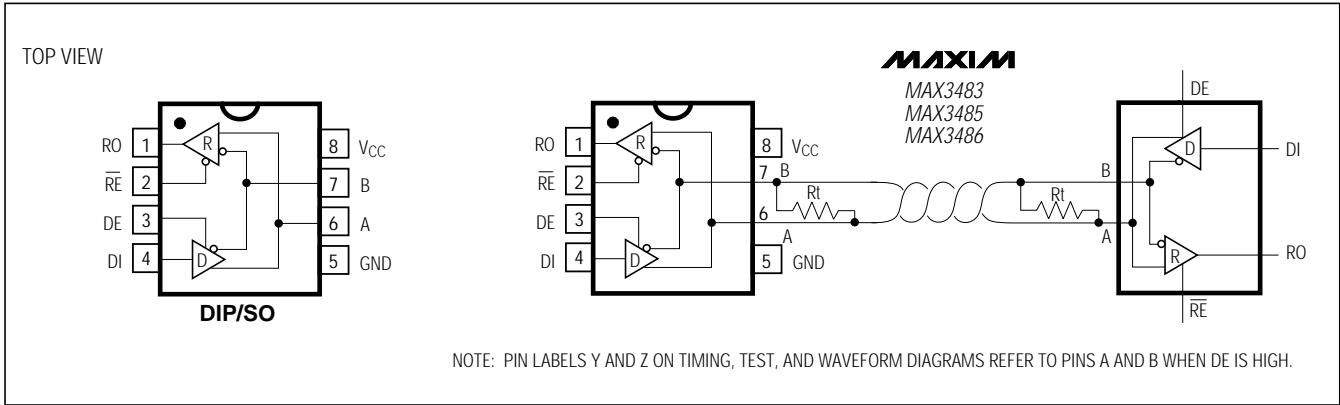 TOP VIEW
RO 1
R
8 VCC
R̅E̅ 2
7 B
DE 3
6 A
DI 4
D
5 GND
DIP/SO
MAXIM
MAX3483
MAX3485
MAX3486
RO 1
R
8 VCC
R̅E̅ 2
7 B
Rt
DE 3
6 A
DI 4
D
5 GND
DE
D
DI
B
Rt
A
R
RO
R̅E̅
NOTE: PIN LABELS Y AND Z ON TIMING, TEST, AND WAVEFORM DIAGRAMS REFER TO PINS A AND B WHEN DE IS HIGH.